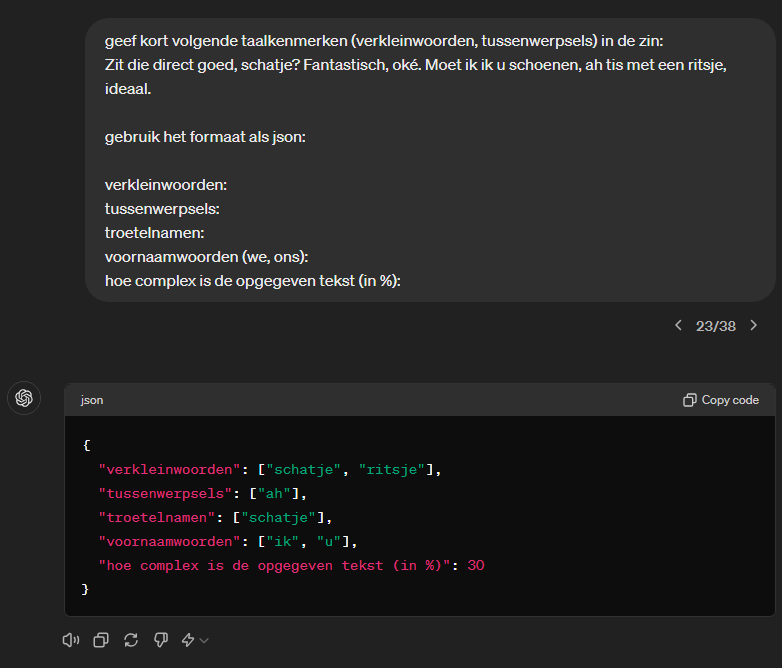 geef kort volgende taalkenmerken (verkleinwoorden, tussenwerpsels) in de zin:
Zit die direct goed, schatje? Fantastisch, oké. Moet ik ik u schoenen, ah tis met een ritsje,
ideaal.
gebruik het formaat als json:
verkleinwoorden:
tussenwerpsels:
troetelnamen:
voornaamwoorden (we, ons):
hoe complex is de opgegeven tekst (in %):
23/38
json
Copy code
{
"verkleinwoorden": ["schatje", "ritsje"],
"tussenwerpsels": ["ah"],
"troetelnamen": ["schatje"],
"voornaamwoorden": ["ik", "u"],
"hoe complex is de opgegeven tekst (in %)": 30
}